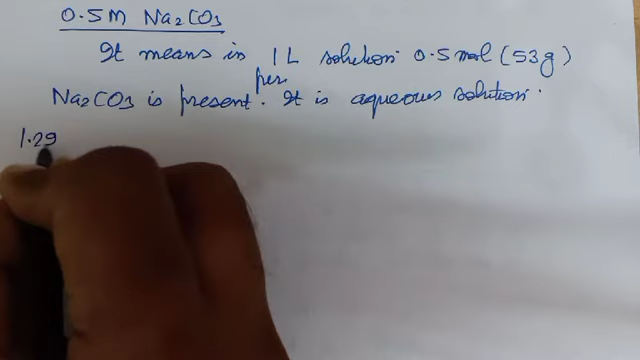 0.5M Na₂CO₃
It means in 1L solution 0.5 mol (53g)
per
Na₂CO₃ is present. It is aqueous solution.
1.29